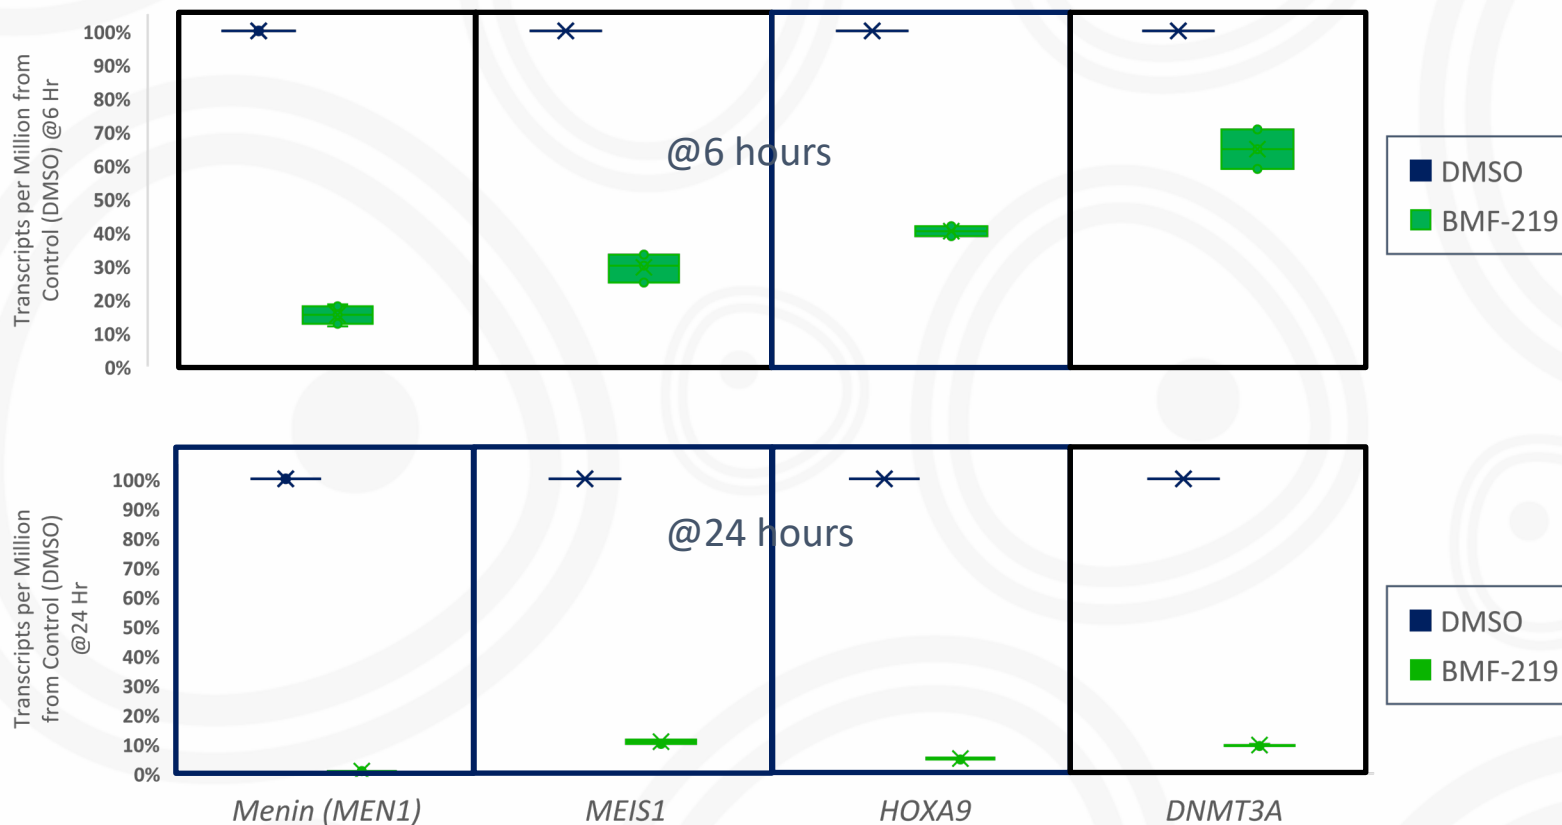 Transcripts per Million from
Control (DMSO) @6 Hr
100%
90%
80%
70%
60%
50%
40%
30%
20%
10%
0%
@6 hours
DMSO
BMF-219
Transcripts per Million
from Control (DMSO)
@24 Hr
100%
90%
80%
70%
60%
50%
40%
30%
20%
10%
0%
@24 hours
DMSO
BMF-219
Menin (MEN1)
MEIS1
HOXA9
DNMT3A